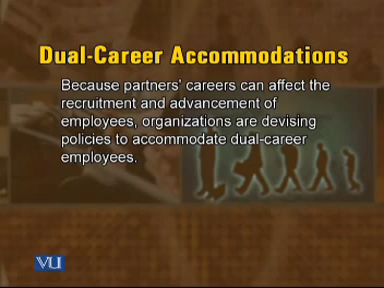 Dual-Career Accommodations
Because partners' careers can affect the
recruitment and advancement of
employees, organizations are devising
policies to accommodate dual-career
employees.
VU